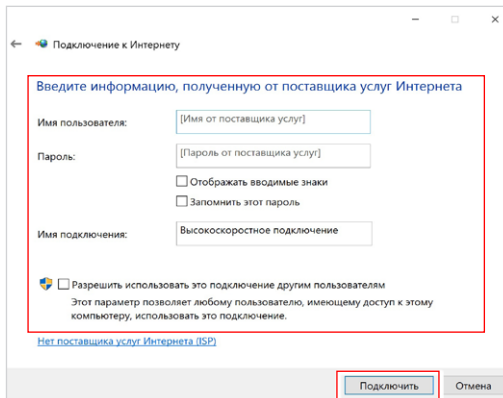 Подключение к Интернету
Введите информацию, полученную от поставщика услуг Интернета
Имя пользователя: [Имя от поставщика услуг]
Пароль: [Пароль от поставщика услуг]
Отображать вводимые знаки
Запомнить этот пароль
Имя подключения: Высокоскоростное подключение
Разрешить использовать это подключение другим пользователям
Этот параметр позволяет любому пользователю, имеющему доступ к этому
компьютеру, использовать это подключение.
Нет поставщика услуг Интернета (ISP)
Подключить Отмена